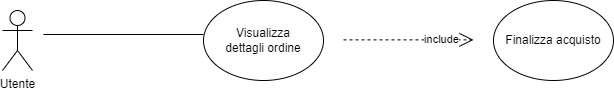 Visualizza
dettagli ordine
include
Finalizza acquisto
Utente